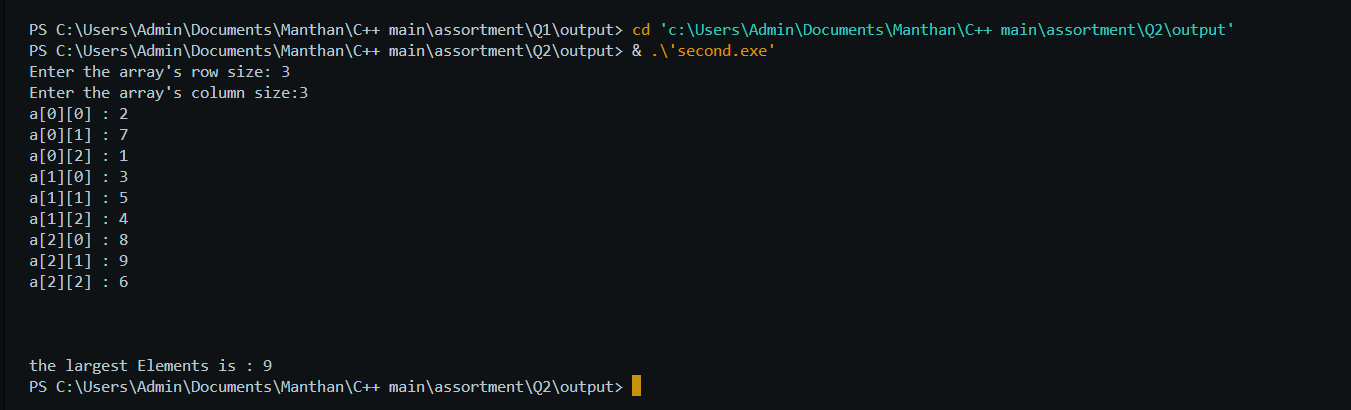 PS C:\Users\Admin\Documents\Manthan\C++ main\assortment\Q1\output> cd 'c:\Users\Admin\Documents\Manthan\C++ main\assortment\Q2\output'
PS C:\Users\Admin\Documents\Manthan\C++ main\assortment\Q2\output> & .\'second.exe'
Enter the array's row size: 3
Enter the array's column size:3
a[0][0] : 2
a[0][1] : 7
a[0][2] : 1
a[1][0] : 3
a[1][1] : 5
a[1][2] : 4
a[2][0] : 8
a[2][1] : 9
a[2][2] : 6
the largest Elements is : 9
PS C:\Users\Admin\Documents\Manthan\C++ main\assortment\Q2\output>